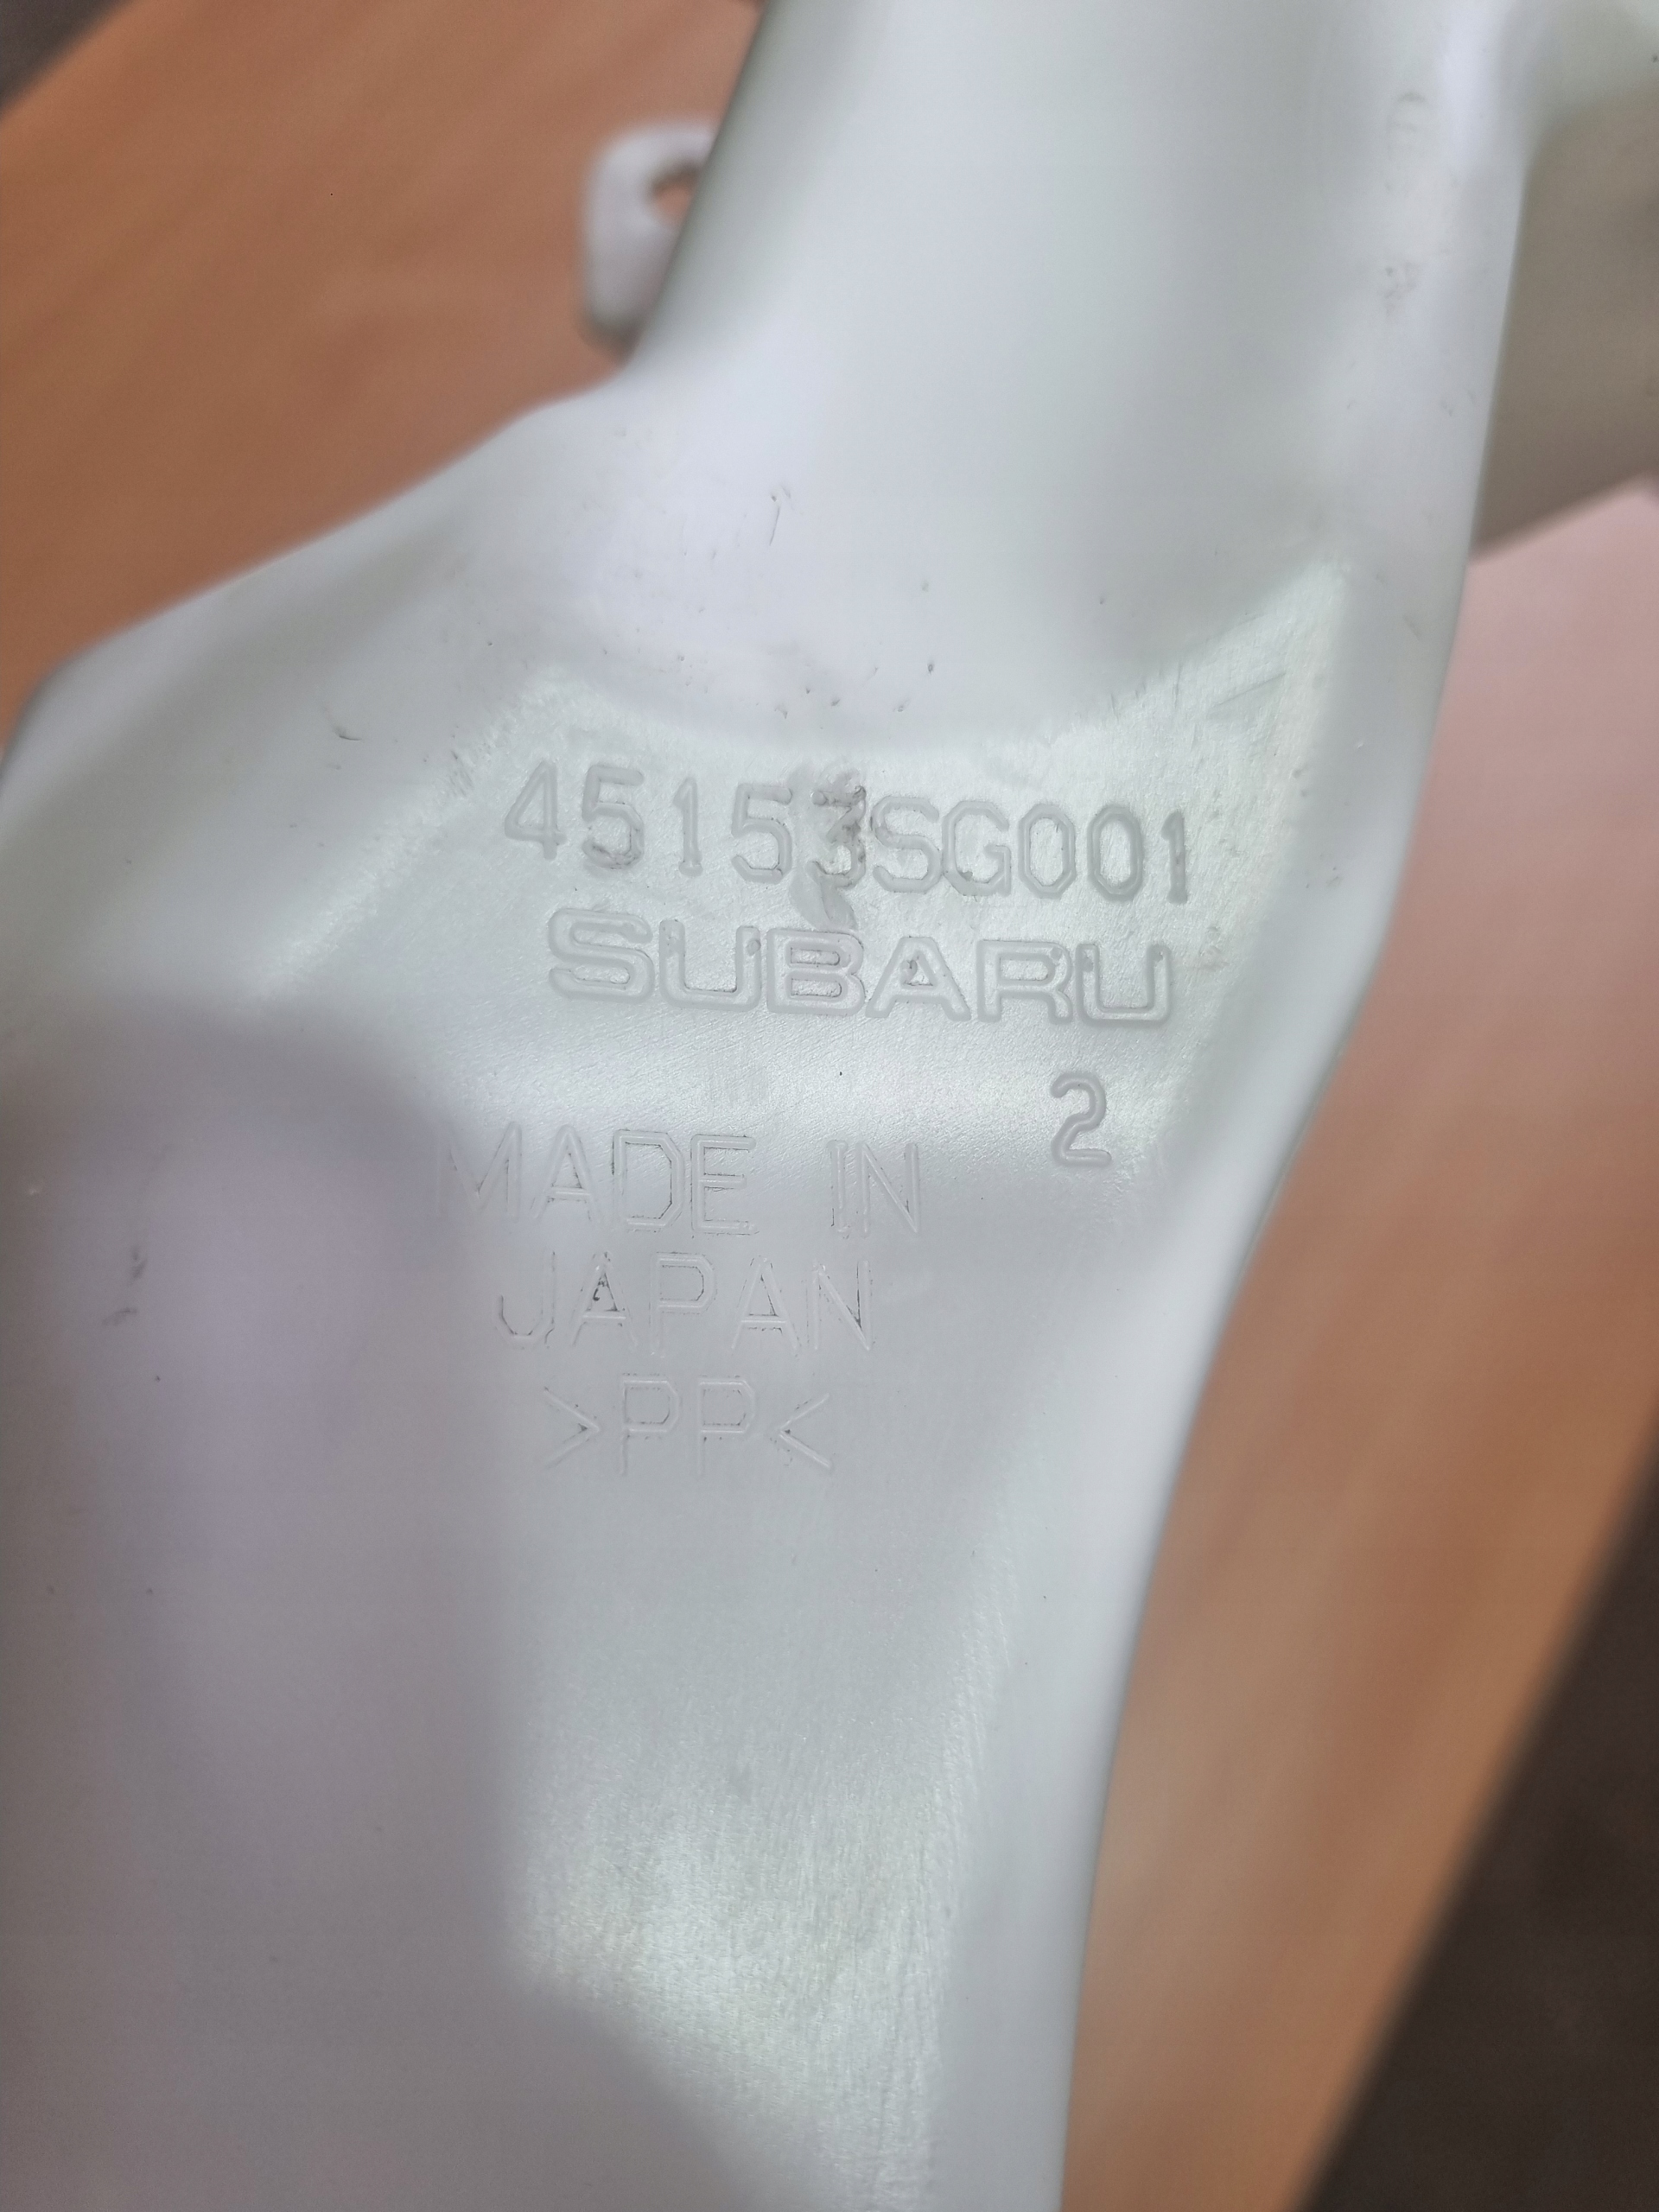 45153SG001
SUBARU
2
MADE IN
JAPAN
>PP<